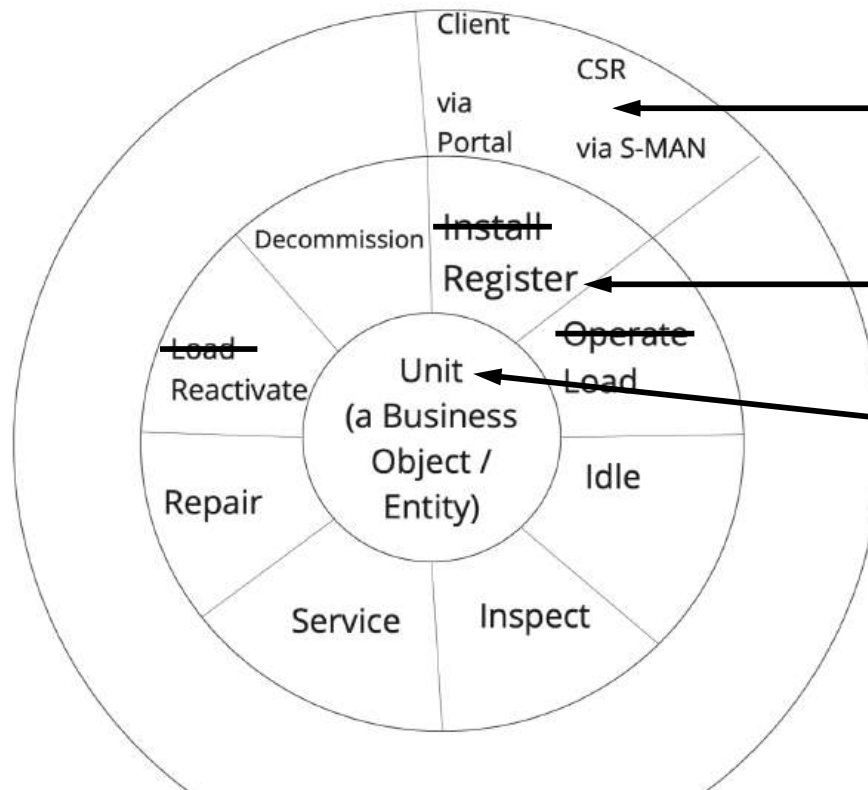 Client
CSR
via
Portal
via S-MAN
Decommission
Install
Register
Operate
Load
Load
Reactivate
Unit
(a Business
Object /
Entity)
Idle
Repair
Service
Inspect